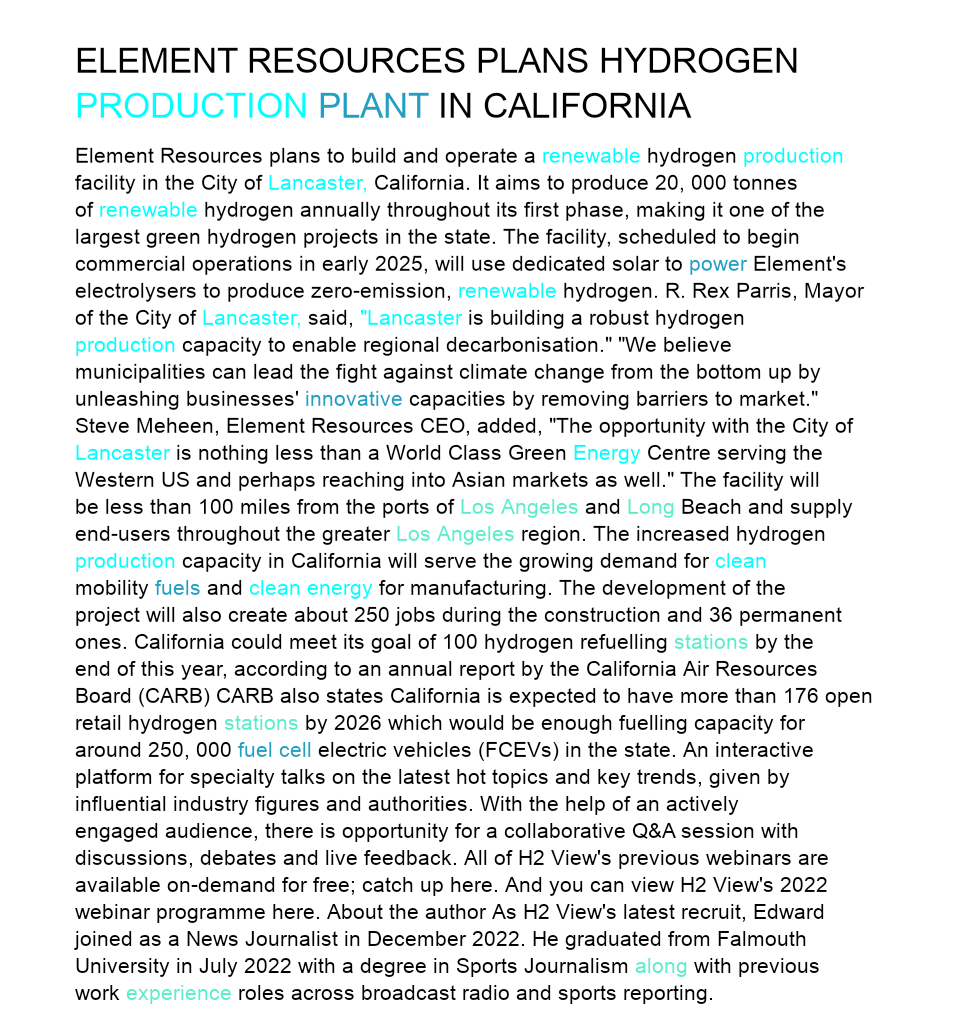 ELEMENT RESOURCES PLANS HYDROGEN
PRODUCTION PLANT IN CALIFORNIA
Element Resources plans to build and operate a renewable hydrogen production
facility in the City of Lancaster, California. It aims to produce 20, 000 tonnes
of renewable hydrogen annually throughout its first phase, making it one of the
largest green hydrogen projects in the state. The facility, scheduled to begin
commercial operations in early 2025, will use dedicated solar to power Element's
electrolysers to produce zero-emission, renewable hydrogen. R. Rex Parris, Mayor
of the City of Lancaster, said, "Lancaster is building a robust hydrogen
production capacity to enable regional decarbonisation." "We believe
municipalities can lead the fight against climate change from the bottom up by
unleashing businesses' innovative capacities by removing barriers to market."
Steve Meheen, Element Resources CEO, added, "The opportunity with the City of
Lancaster is nothing less than a World Class Green Energy Centre serving the
Western US and perhaps reaching into Asian markets as well." The facility will
be less than 100 miles from the ports of Los Angeles and Long Beach and supply
end-users throughout the greater Los Angeles region. The increased hydrogen
production capacity in California will serve the growing demand for clean
mobility fuels and clean energy for manufacturing. The development of the
project will also create about 250 jobs during the construction and 36 permanent
ones. California could meet its goal of 100 hydrogen refuelling stations by the
end of this year, according to an annual report by the California Air Resources
Board (CARB) CARB also states California is expected to have more than 176 open
retail hydrogen stations by 2026 which would be enough fuelling capacity for
around 250, 000 fuel cell electric vehicles (FCEVs) in the state. An interactive
platform for specialty talks on the latest hot topics and key trends, given by
influential industry figures and authorities. With the help of an actively
engaged audience, there is opportunity for a collaborative Q&A session with
discussions, debates and live feedback. All of H2 View's previous webinars are
available on-demand for free; catch up here. And you can view H2 View's 2022
webinar programme here. About the author As H2 View's latest recruit, Edward
joined as a News Journalist in December 2022. He graduated from Falmouth
University in July 2022 with a degree in Sports Journalism along with previous
work experience roles across broadcast radio and sports reporting.